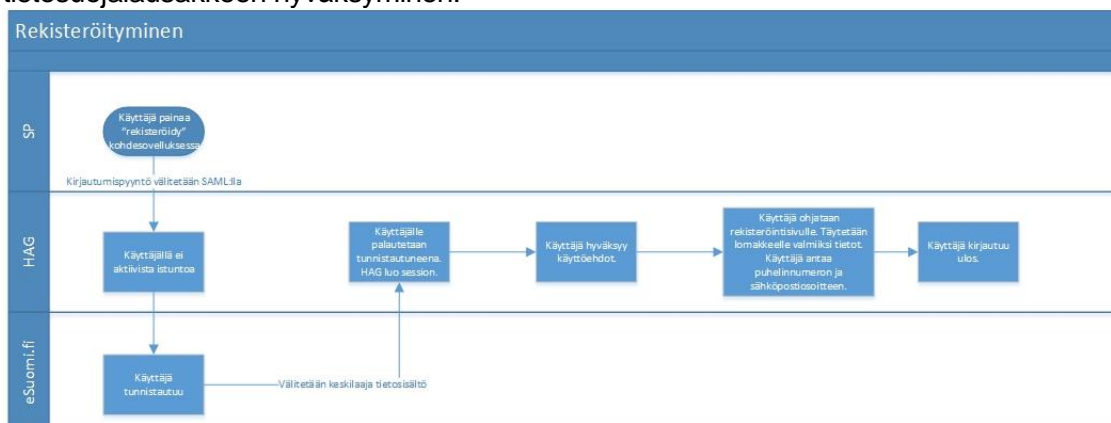 tietosuojalausakkeen hyväksyminen.
Rekisteröityminen
SP
Käyttäjä painaa
"rekisteröidy"
kohdesovelluksessa
Kirjautumispyyntö välitetään SAML:lla
HAG
Käyttäjällä ei
aktiivista istuntoa
Käyttäjälle
palautetaan
tunnistautuneena.
HAG luo session.
Käyttäjä hyväksyy
käyttöehdot.
Käyttäjä ohjataan
rekisteröintisivulle. Täytetään
lomakkeelle valmiiksi tiedot.
Käyttäjä antaa
puhelinnumeron ja
sähköpostiosoitteen.
Käyttäjä kirjautuu
ulos.
eSuomi.fi
Käyttäjä
tunnistautuu
Välitetään keskilaaja tietosisältö